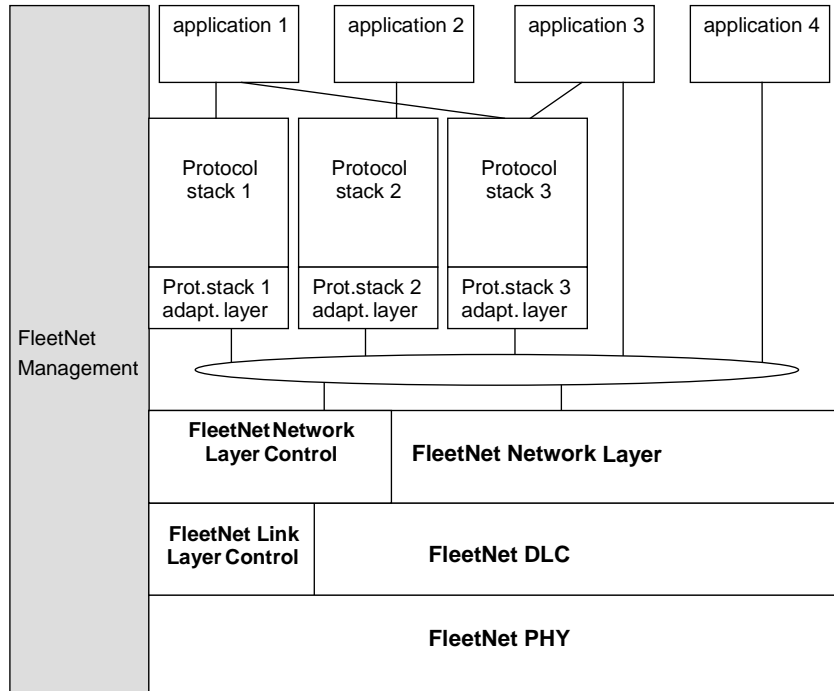 application 1
application 2
application 3
application 4
Protocol
stack 1
Protocol
stack 2
Protocol
stack 3
Prot.stack 1
adapt. layer
Prot.stack 2
adapt. layer
Prot.stack 3
adapt. layer
FleetNet
Management
FleetNet Network
Layer Control
FleetNet Network Layer
FleetNet Link
Layer Control
FleetNet DLC
FleetNet PHY